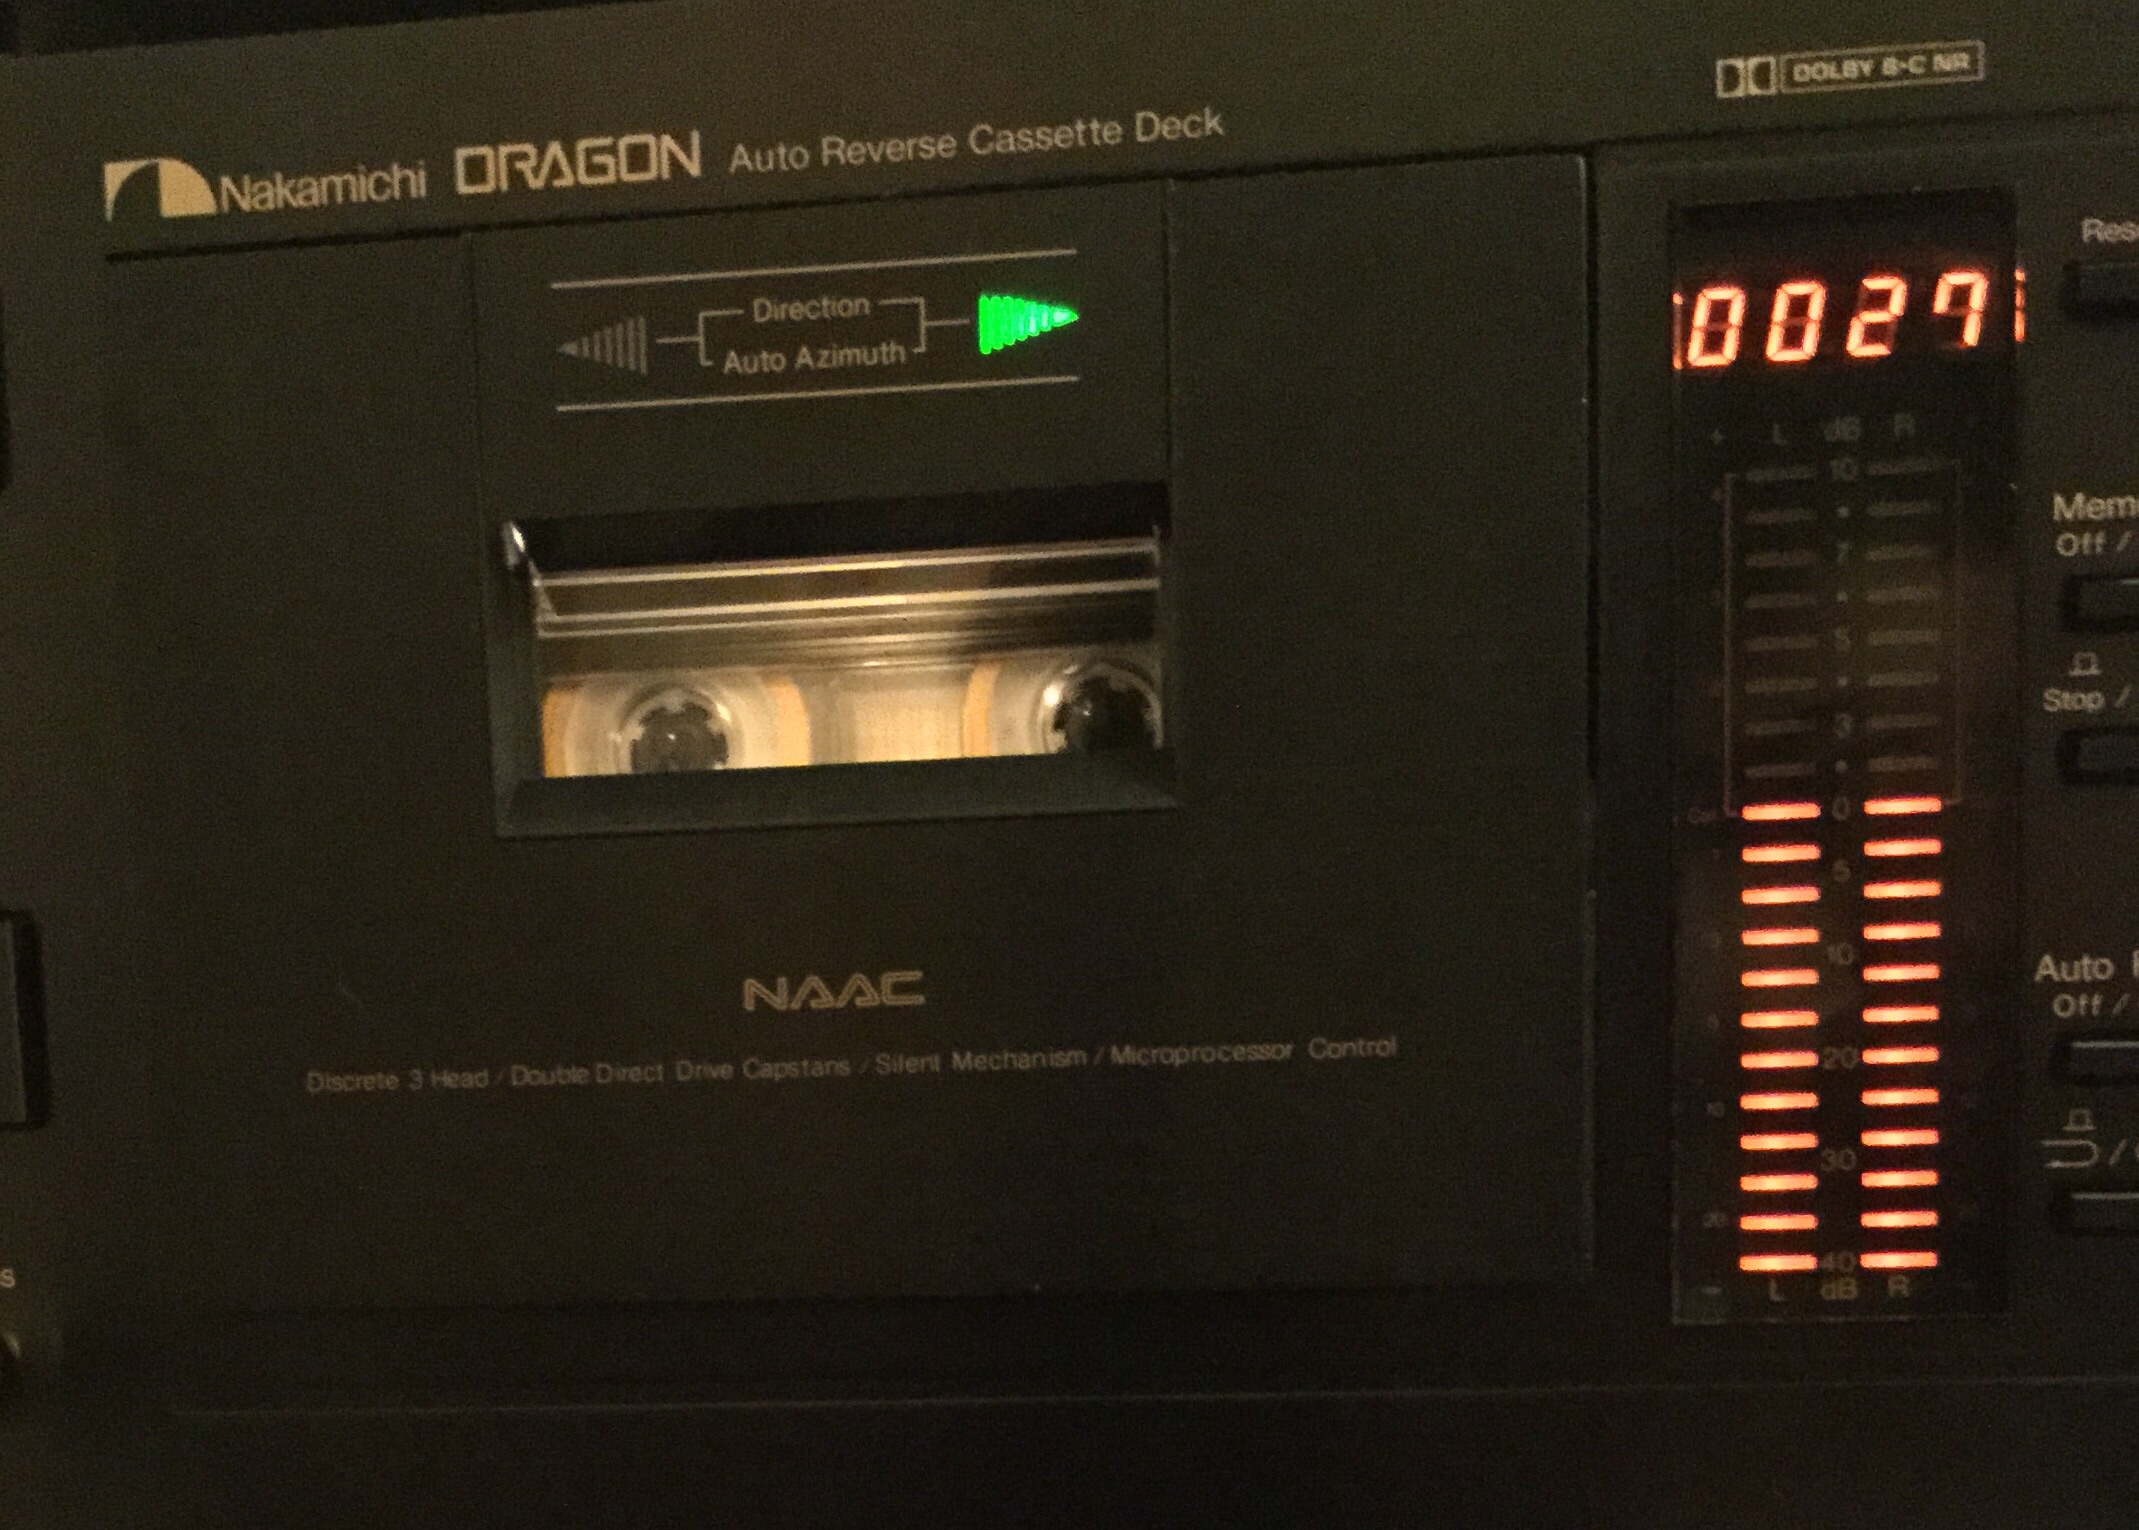 DOLBY B-C NR
Nakamichi DRAGON Auto Reverse Cassette Deck
Direction
Auto Azimuth
0027
L dB R
10
7
5
3
0
5
10
20
30
40
L dB R
Off /
Stop /
Auto
Off /
NAAC
Discrete 3 Head / Double Direct Drive Capstans / Silent Mechanism / Microprocessor Control